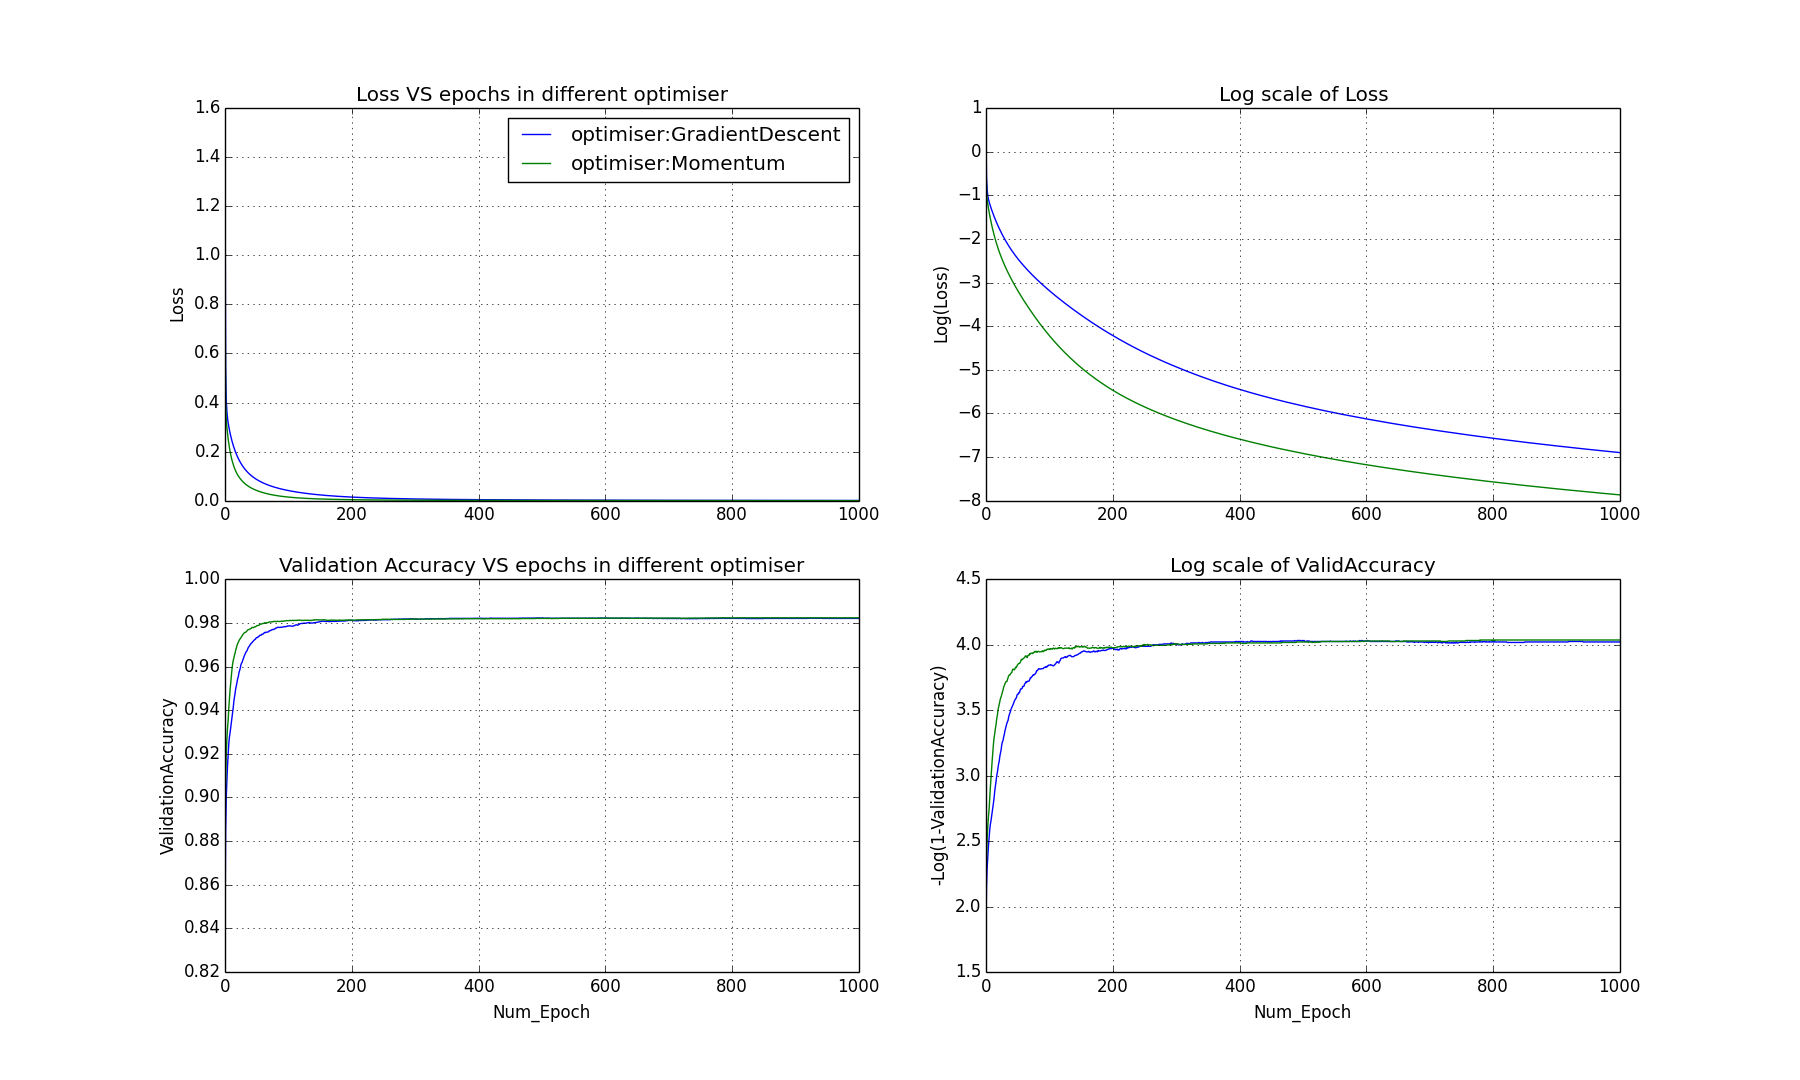 Loss VS epochs in different optimiser
1.6
1.4
1.2
1.0
0.8
0.6
0.4
0.2
0.0
Loss
optimiser:GradientDescent
optimiser:Momentum
0 200 400 600 800 1000
Log scale of Loss
1
0
−1
−2
−3
−4
−5
−6
−7
−8
Log(Loss)
0 200 400 600 800 1000
Validation Accuracy VS epochs in different optimiser
1.00
0.98
0.96
0.94
0.92
0.90
0.88
0.86
0.84
0.82
ValidationAccuracy
0 200 400 600 800 1000
Num_Epoch
Log scale of ValidAccuracy
4.5
4.0
3.5
3.0
2.5
2.0
1.5
-Log(1-ValidationAccuracy)
0 200 400 600 800 1000
Num_Epoch